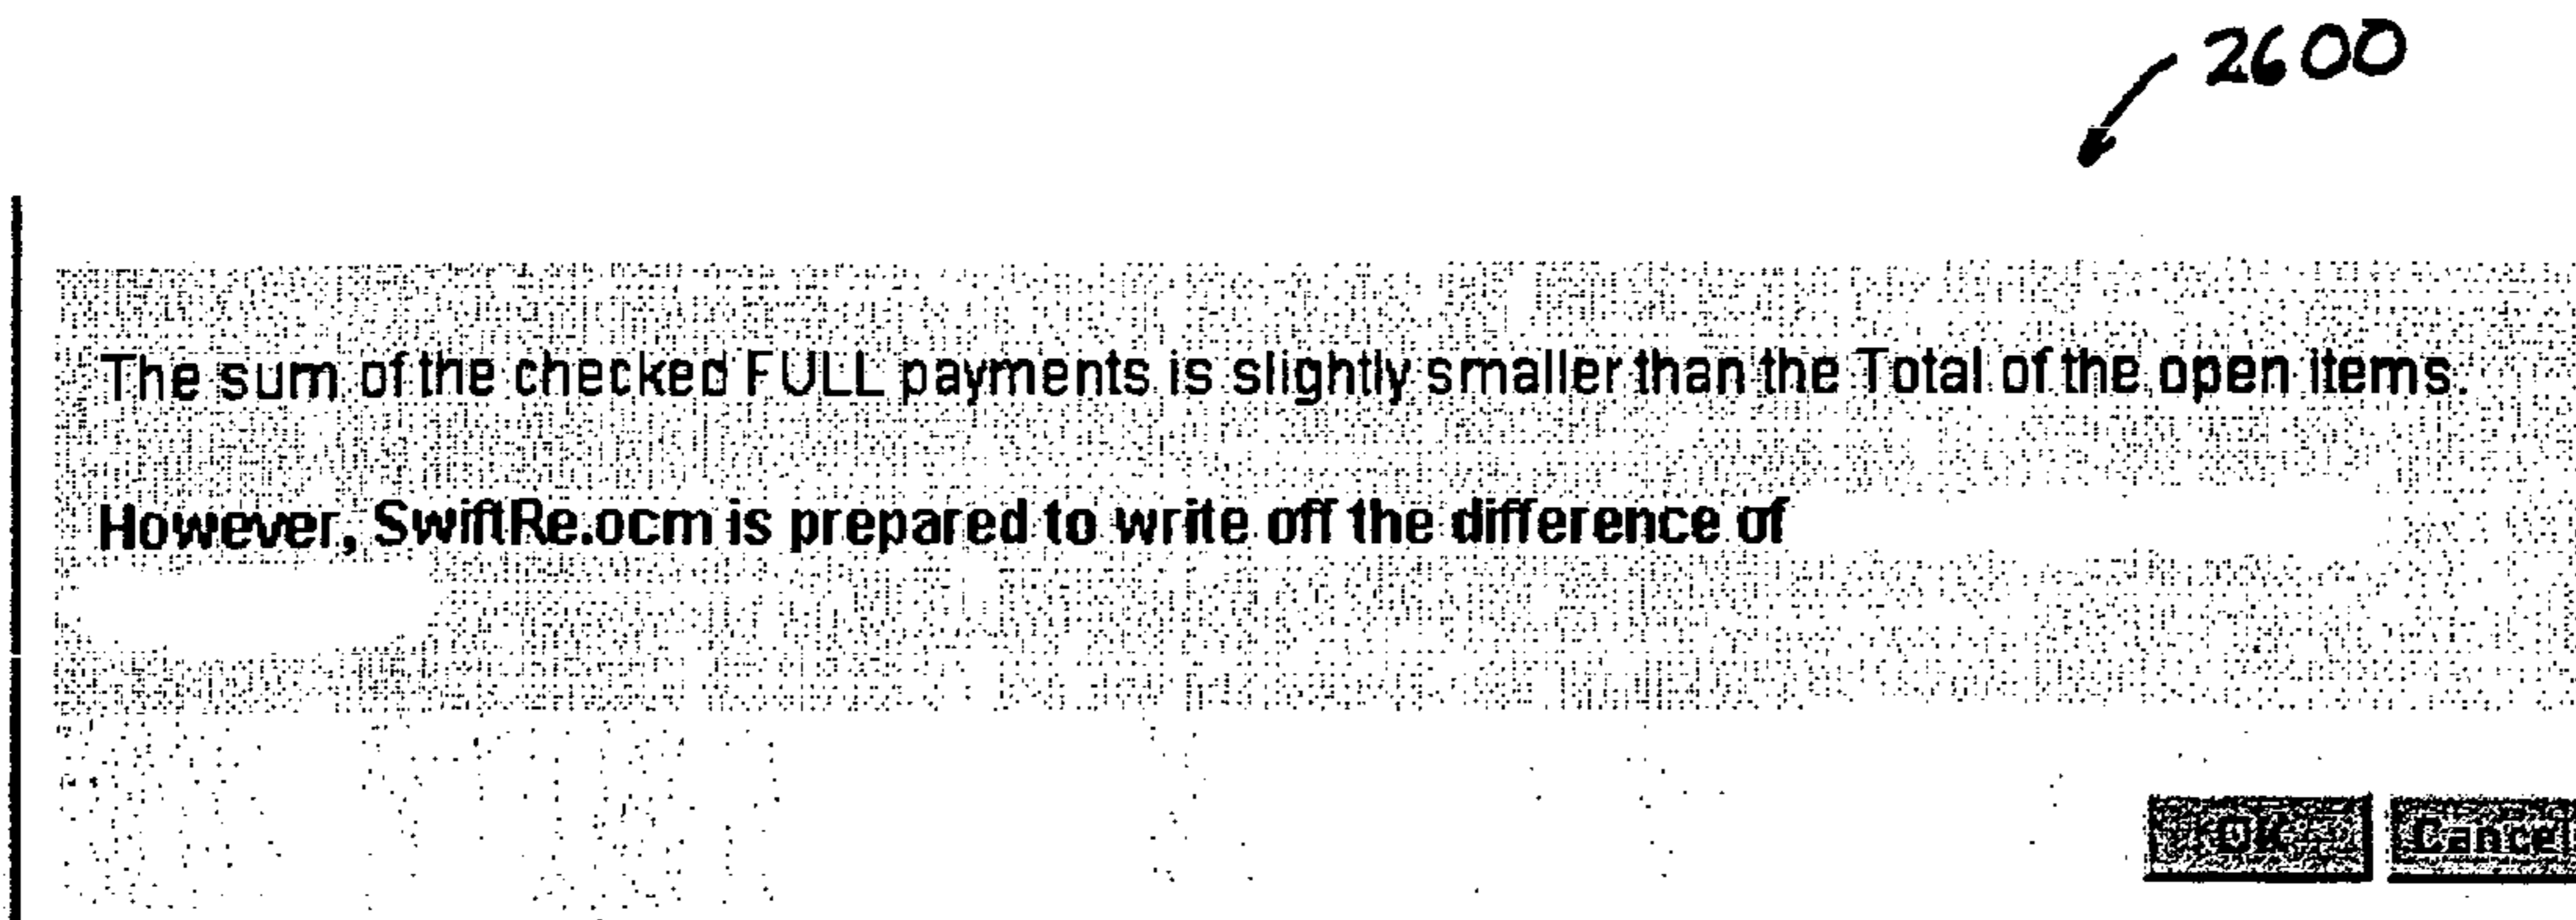 2600
The sum of the checked FULL payments is slightly smaller than the Total of the open items.
However, SwiftRe.ocm is prepared to write off the difference of
OK Cancel